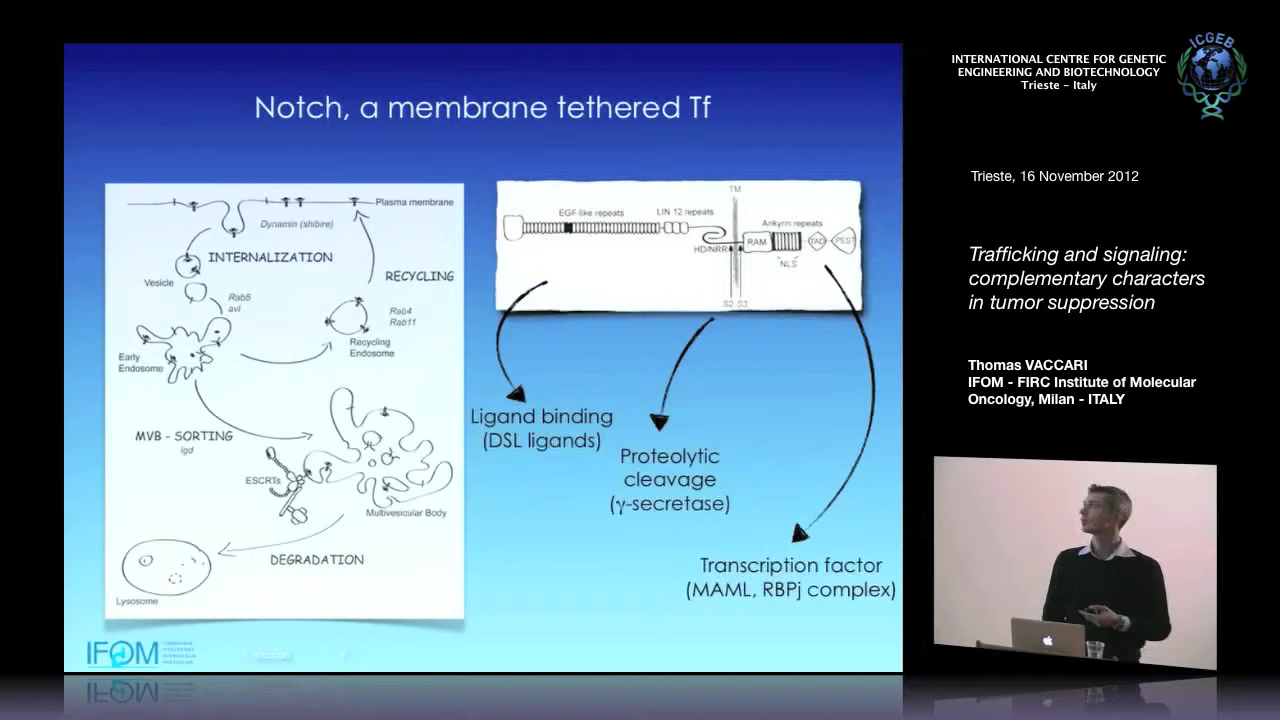 Notch, a membrane tethered Tf
Plasma membrane
Dynamin (shibire)
INTERNALIZATION
RECYCLING
Vesicle
Rab5
avl
Rab4
Rab11
Early
Endosome
Recycling
Endosome
MVB - SORTING
lgd
ESCRTs
Multivesicular Body
DEGRADATION
Lysosome
TM
EGF-like repeats
LIN 12 repeats
Ankyrin repeats
HD/NRR
RAM
TAD
PEST
NLS
S2 S3
Ligand binding
(DSL ligands)
Proteolytic
cleavage
(γ-secretase)
Transcription factor
(MAML, RBPj complex)
IFOM
INTERNATIONAL CENTRE FOR GENETIC
ENGINEERING AND BIOTECHNOLOGY
Trieste - Italy
ICGEB
Trieste, 16 November 2012
Trafficking and signaling:
complementary characters
in tumor suppression
Thomas VACCARI
IFOM - FIRC Institute of Molecular
Oncology, Milan - ITALY